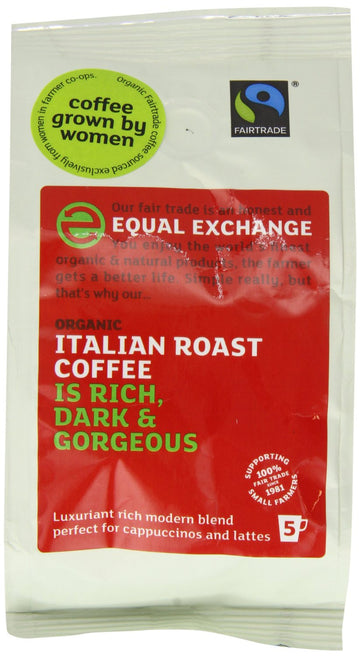 Organic Fairtrade coffee sourced exclusively from women in farmer co-ops.
coffee
grown by
women
FAIRTRADE
®
Our fair trade is an honest and
EQUAL EXCHANGE
You enjoy the world's finest
organic & natural products, the farmer
gets a better life. Simple really, but
that's why our...
ORGANIC
ITALIAN ROAST
COFFEE
IS RICH,
DARK &
GORGEOUS
SUPPORTING
100%
FAIR TRADE
SINCE
1981
SMALL FARMERS
Luxuriant rich modern blend
perfect for cappuccinos and lattes
5